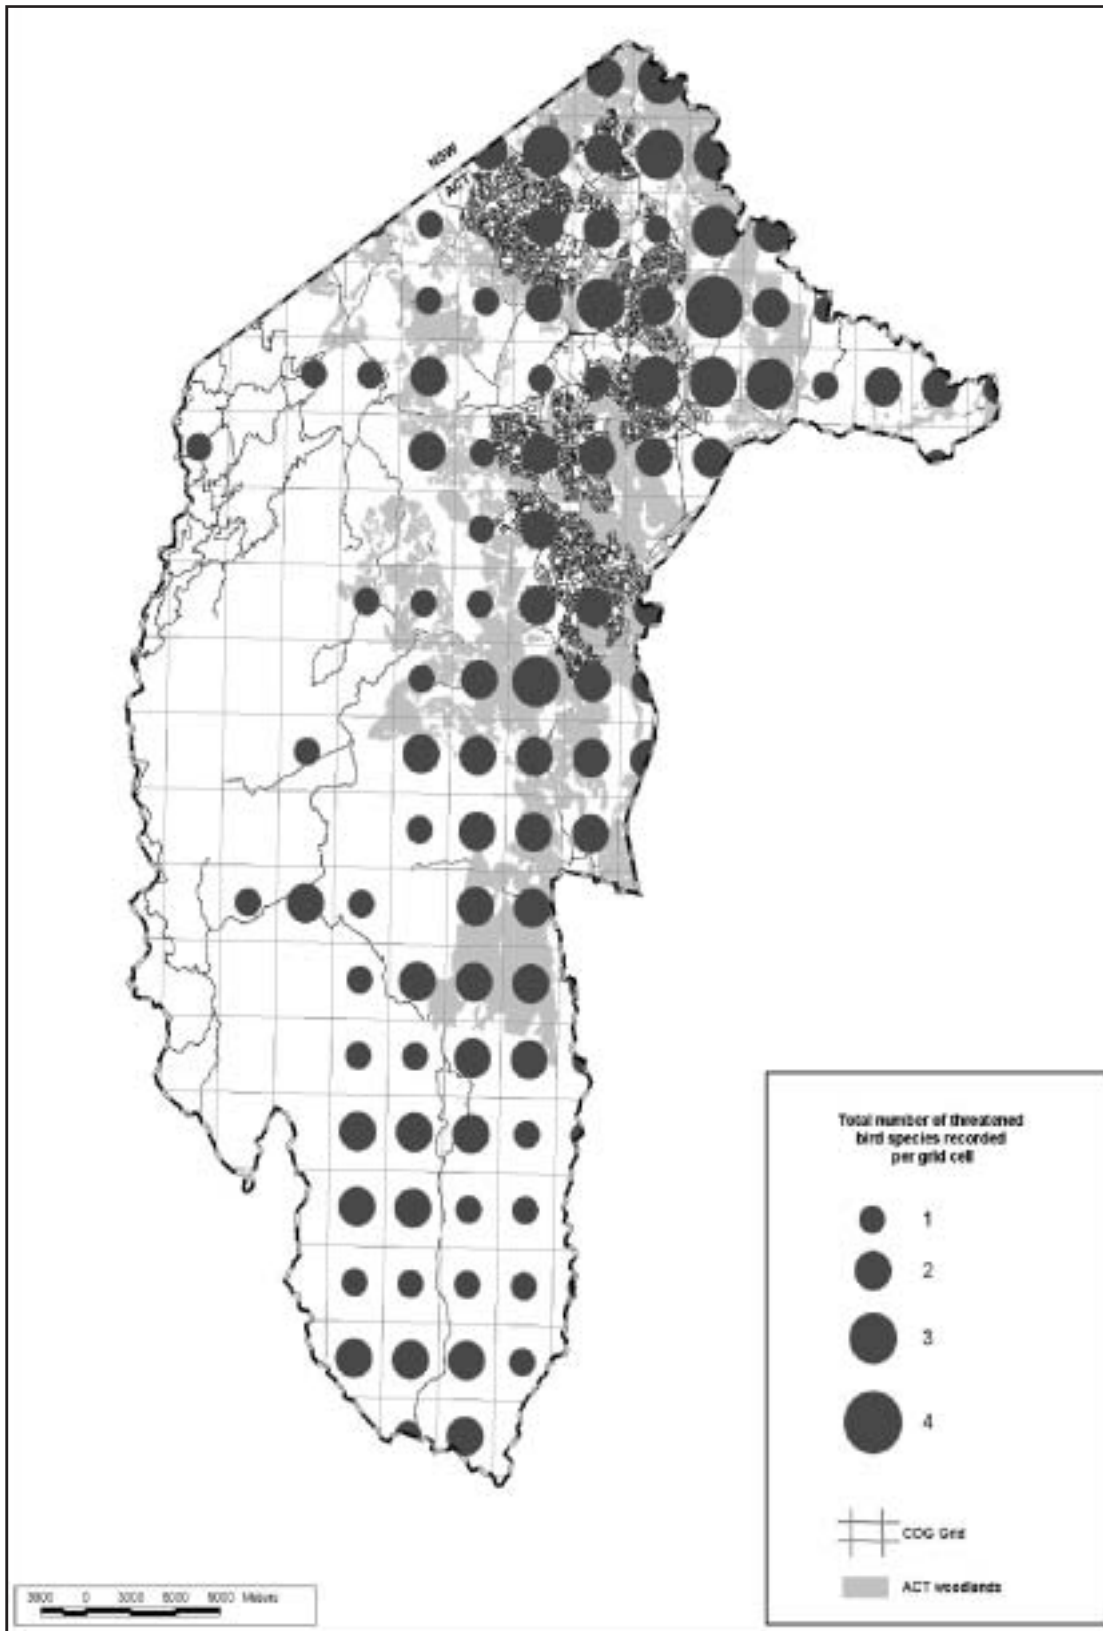 NSW
ACT
Total number of threatened
bird species recorded
per grid cell
1
2
3
4
COG Grid
ACT woodlands
3000 0 3000 6000 9000 Meters